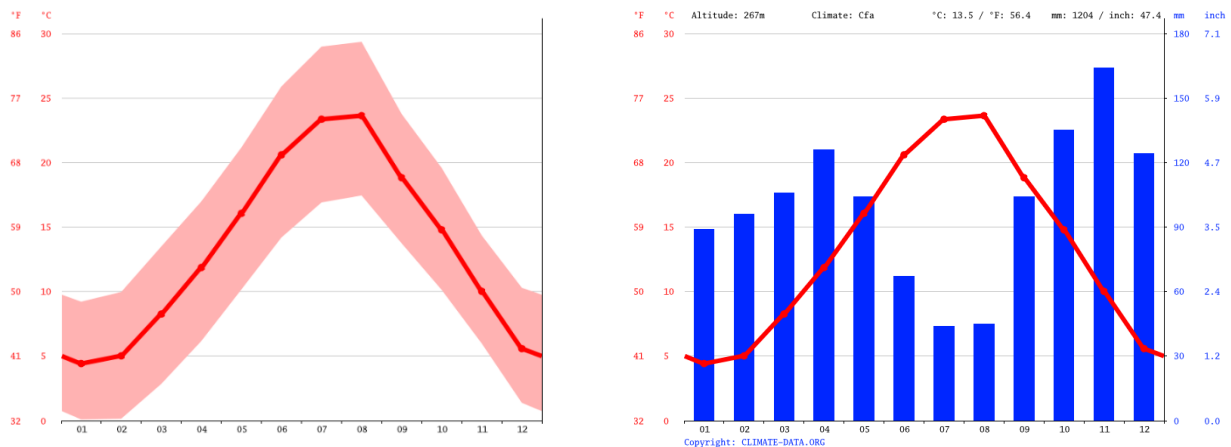 °F °C
86 30
77 25
68 20
59 15
50 10
41 5
32 0
01 02 03 04 05 06 07 08 09 10 11 12
°F °C Altitude: 267m Climate: Cfa °C: 13.5 / °F: 56.4 mm: 1204 / inch: 47.4 mm inch
86 30 180 7.1
77 25 150 5.9
68 20 120 4.7
59 15 90 3.5
50 10 60 2.4
41 5 30 1.2
32 0 0 0.0
01 02 03 04 05 06 07 08 09 10 11 12
Copyright: CLIMATE-DATA.ORG